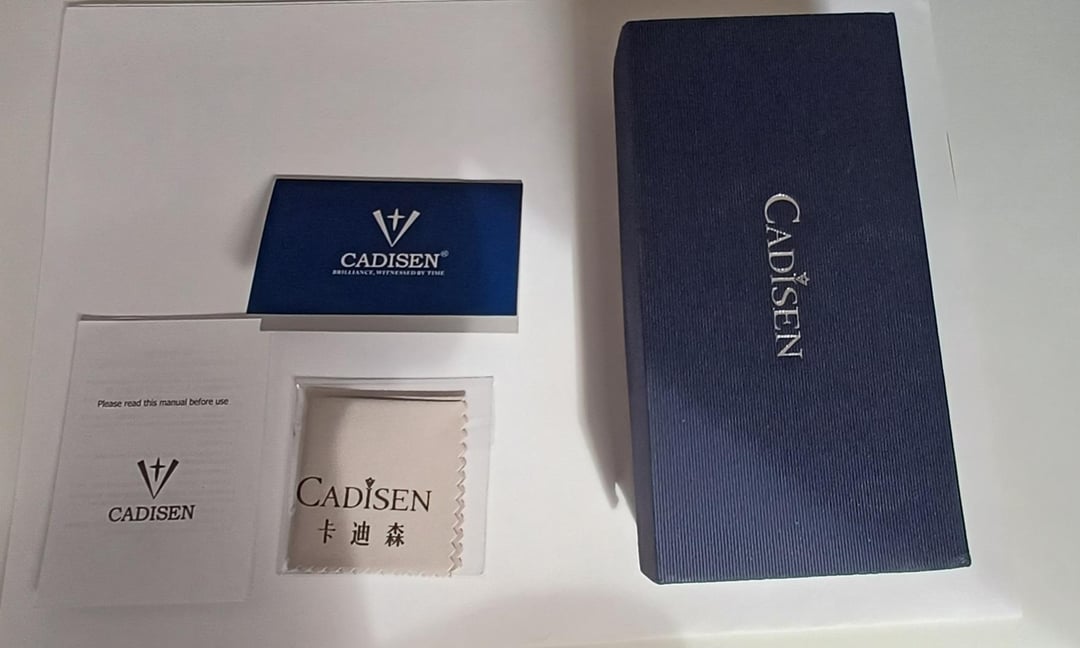 CADISEN®
BRILLIANCE, WITNESSED BY TIME
CADISEN
Please read this manual before use
CADISEN
CADISEN
卡迪森